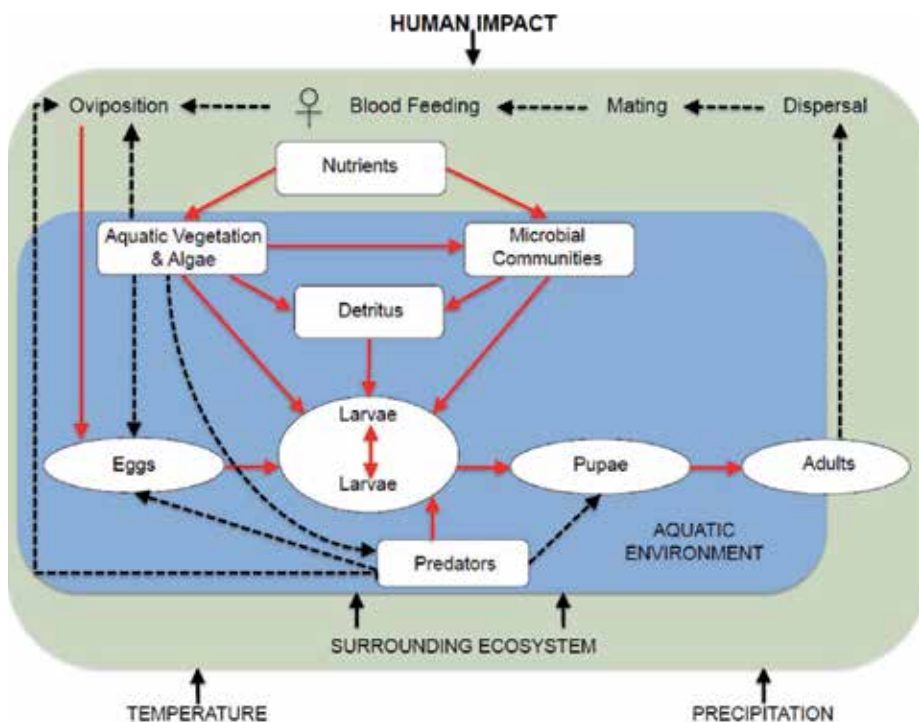 HUMAN IMPACT
Oviposition
Blood Feeding
Mating
Dispersal
Nutrients
Aquatic Vegetation
& Algae
Microbial
Communities
Detritus
Larvae
Larvae
Eggs
Pupae
Adults
AQUATIC
ENVIRONMENT
Predators
SURROUNDING ECOSYSTEM
TEMPERATURE
PRECIPITATION